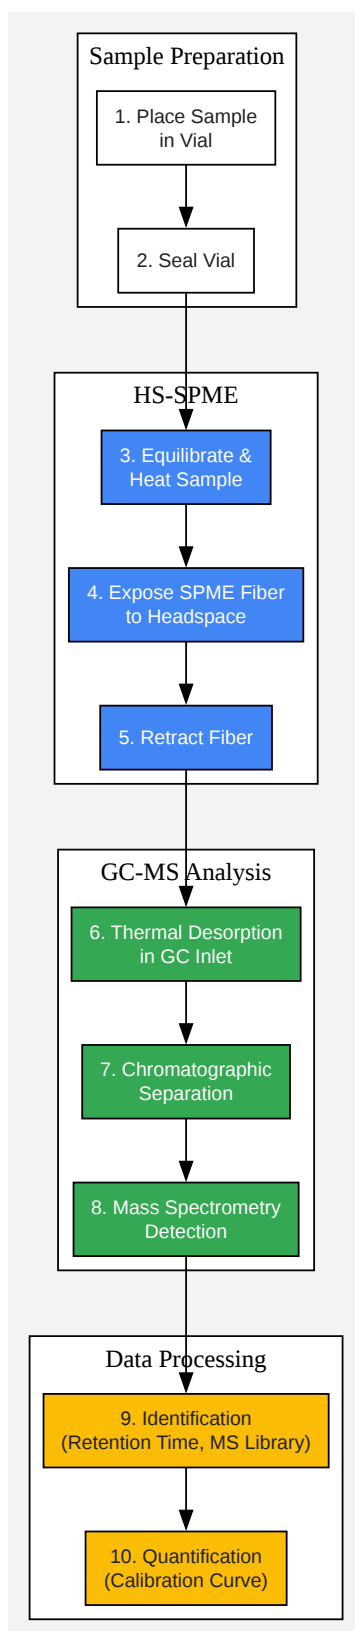 Sample Preparation
1. Place Sample
in Vial
2. Seal Vial
HS-SPME
3. Equilibrate &
Heat Sample
4. Expose SPME Fiber
to Headspace
5. Retract Fiber
GC-MS Analysis
6. Thermal Desorption
in GC Inlet
7. Chromatographic
Separation
8. Mass Spectrometry
Detection
Data Processing
9. Identification
(Retention Time, MS Library)
10. Quantification
(Calibration Curve)